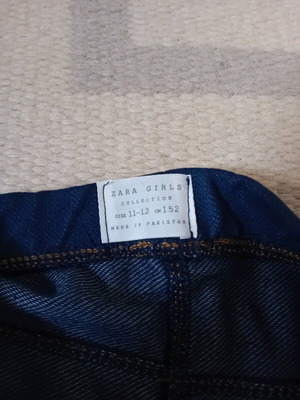 ZARA GIRLS
COLLECTION
SIZE 11-12 CM 152
MADE IN PAKISTAN